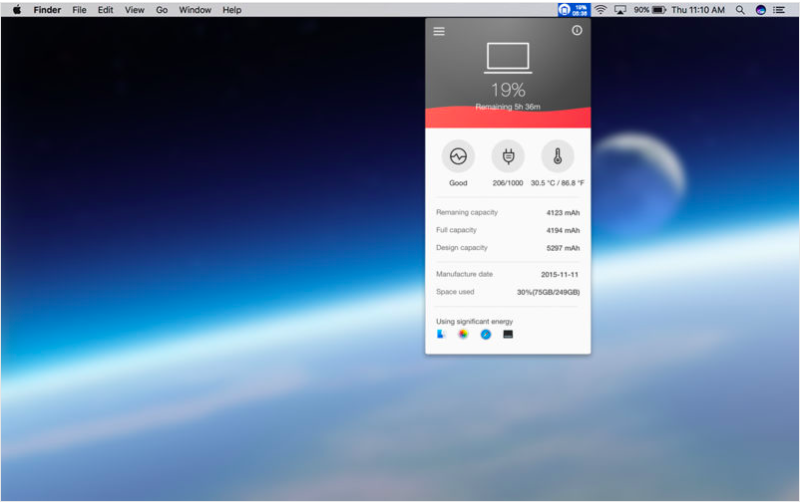 Finder File Edit View Go Window Help 19% 05:36 90% Thu 11:10 AM
19%
Remaining 5h 36m
Good 206/1000 30.5 °C / 86.8 °F
Remaning capacity 4123 mAh
Full capacity 4194 mAh
Design capacity 5297 mAh
Manufacture date 2015-11-11
Space used 30%(75GB/249GB)
Using significant energy